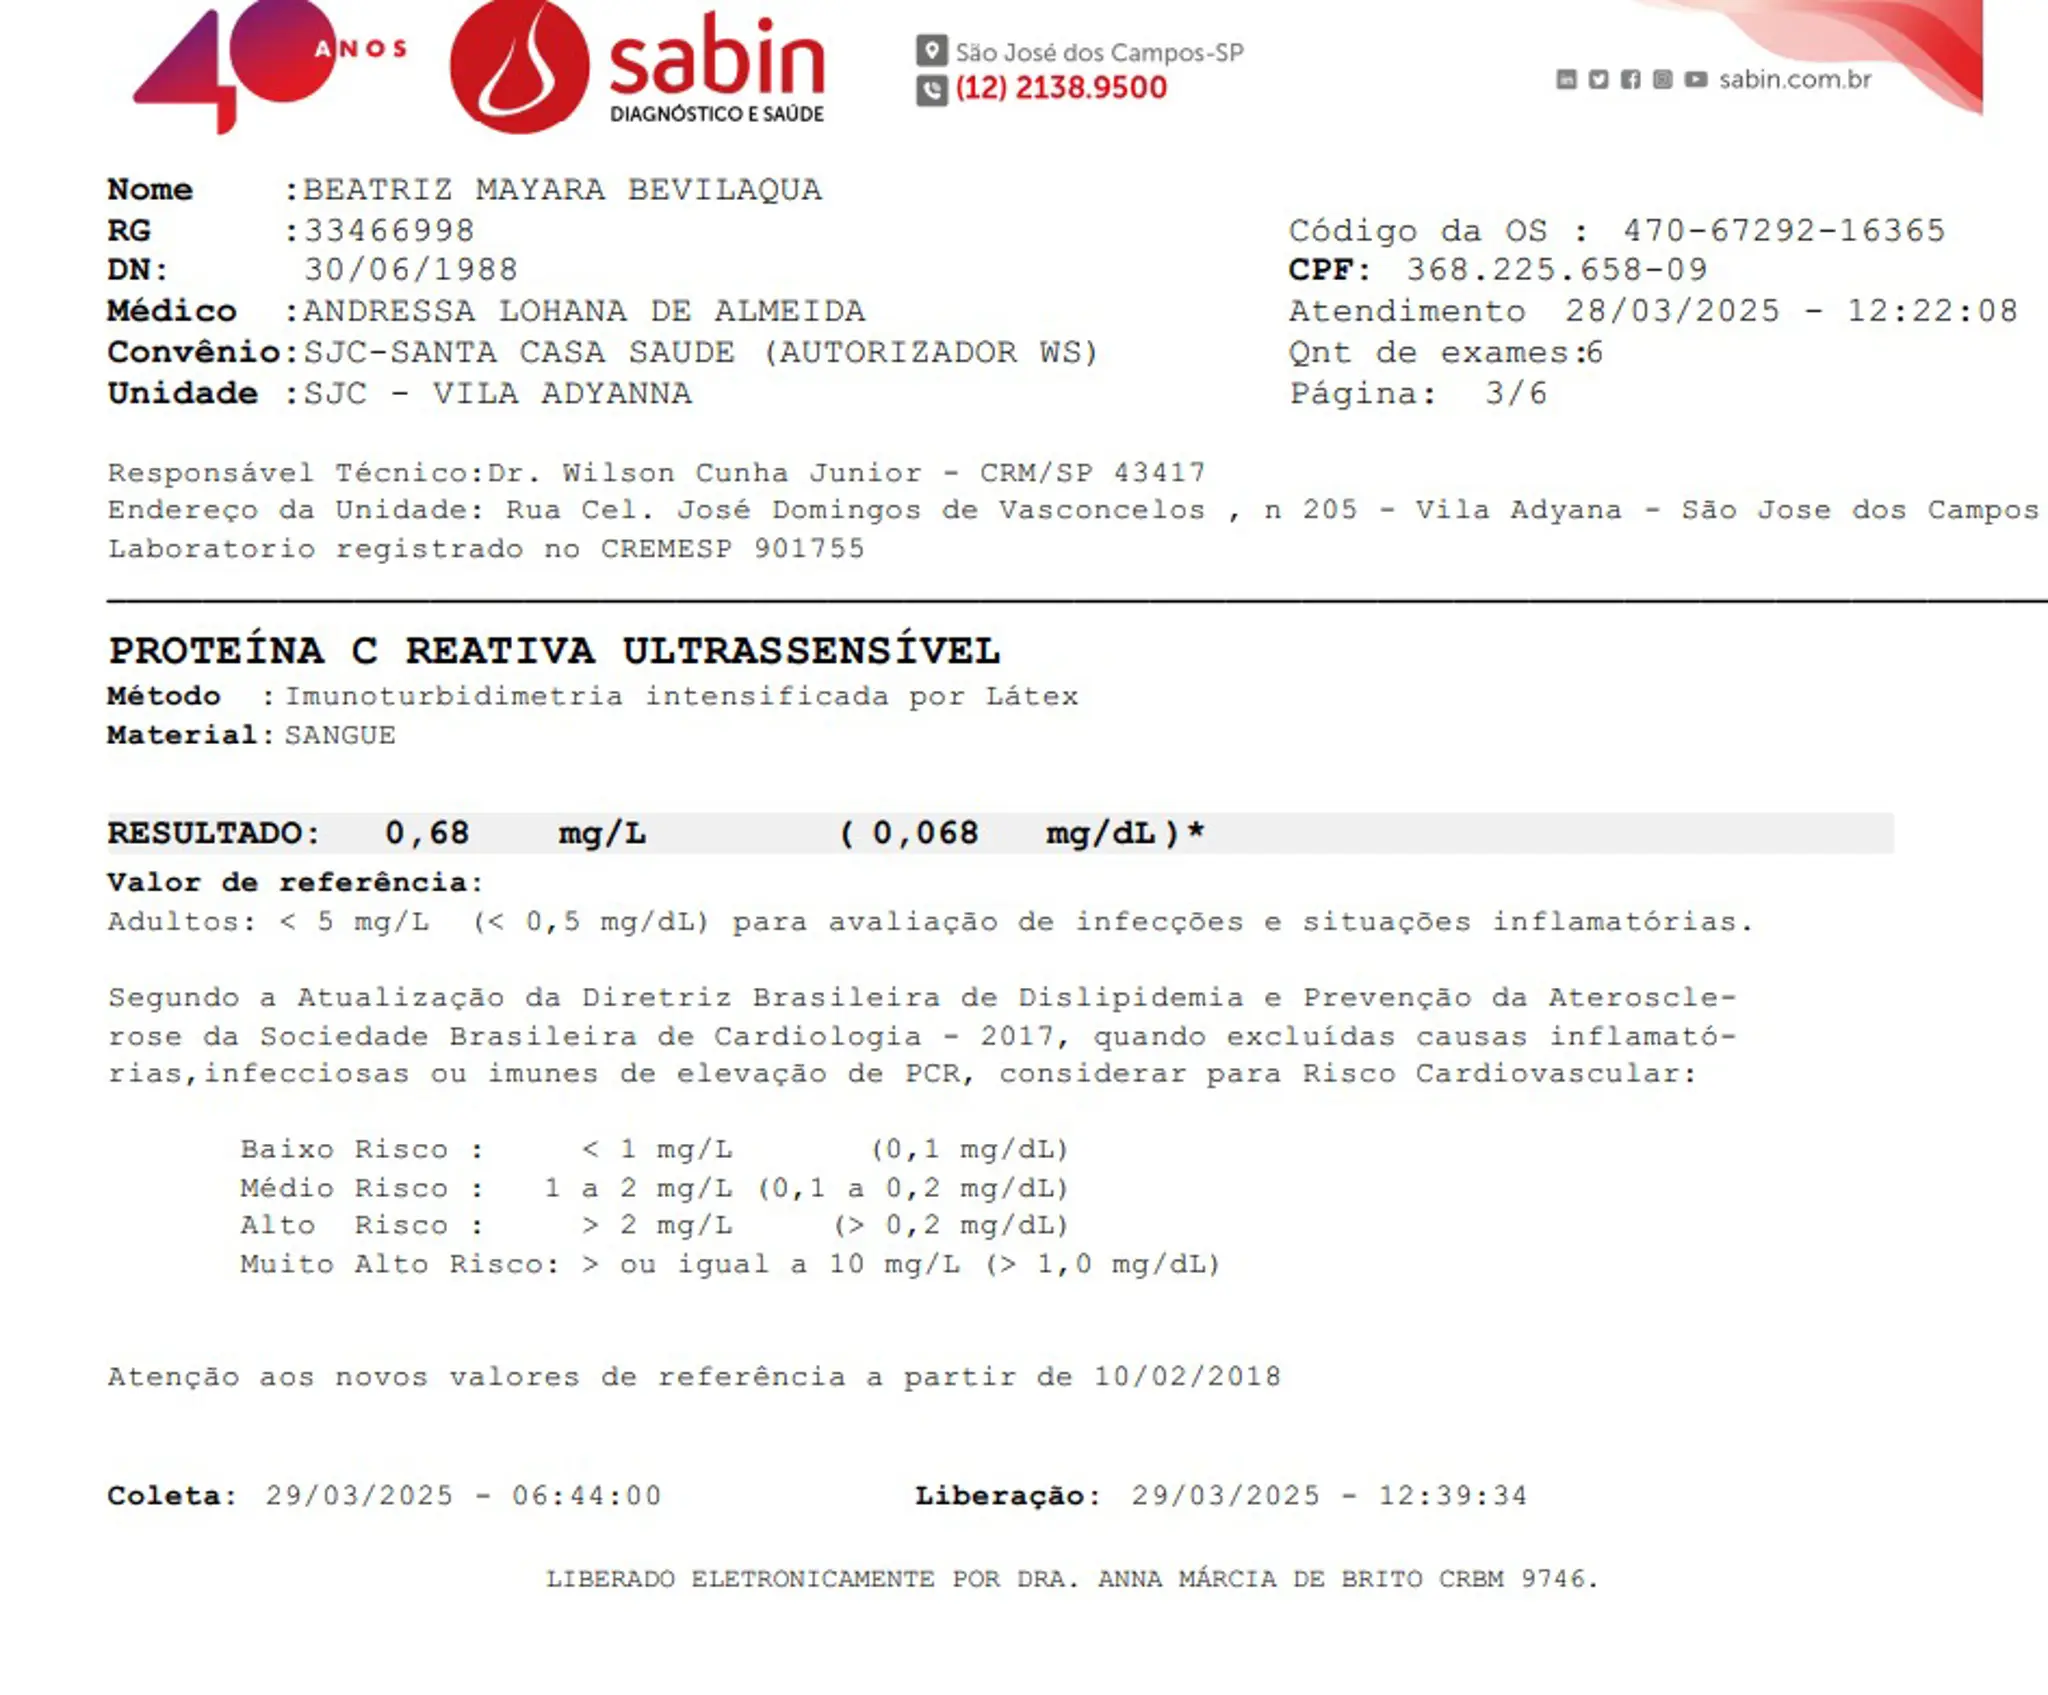 40 ANOS
sabin
DIAGNÓSTICO E SAÚDE
São José dos Campos-SP
(12) 2138.9500
sabin.com.br
Nome :BEATRIZ MAYARA BEVILAQUA
RG :33466998 Código da OS : 470-67292-16365
DN: 30/06/1988 CPF: 368.225.658-09
Médico :ANDRESSA LOHANA DE ALMEIDA Atendimento 28/03/2025 - 12:22:08
Convênio:SJC-SANTA CASA SAUDE (AUTORIZADOR WS) Qnt de exames:6
Unidade :SJC - VILA ADYANNA Página: 3/6
Responsável Técnico:Dr. Wilson Cunha Junior - CRM/SP 43417
Endereço da Unidade: Rua Cel. José Domingos de Vasconcelos , n 205 - Vila Adyana - São Jose dos Campos
Laboratorio registrado no CREMESP 901755
PROTEÍNA C REATIVA ULTRASSENSÍVEL
Método :Imunoturbidimetria intensificada por Látex
Material:SANGUE
RESULTADO: 0,68 mg/L ( 0,068 mg/dL)*
Valor de referência:
Adultos: < 5 mg/L (< 0,5 mg/dL) para avaliação de infecções e situações inflamatórias.
Segundo a Atualização da Diretriz Brasileira de Dislipidemia e Prevenção da Ateroscle-
rose da Sociedade Brasileira de Cardiologia - 2017, quando excluídas causas inflamató-
rias,infecciosas ou imunes de elevação de PCR, considerar para Risco Cardiovascular:
Baixo Risco : < 1 mg/L (0,1 mg/dL)
Médio Risco : 1 a 2 mg/L (0,1 a 0,2 mg/dL)
Alto Risco : > 2 mg/L (> 0,2 mg/dL)
Muito Alto Risco: > ou igual a 10 mg/L (> 1,0 mg/dL)
Atenção aos novos valores de referência a partir de 10/02/2018
Coleta: 29/03/2025 - 06:44:00 Liberação: 29/03/2025 - 12:39:34
LIBERADO ELETRONICAMENTE POR DRA. ANNA MÁRCIA DE BRITO CRBM 9746.